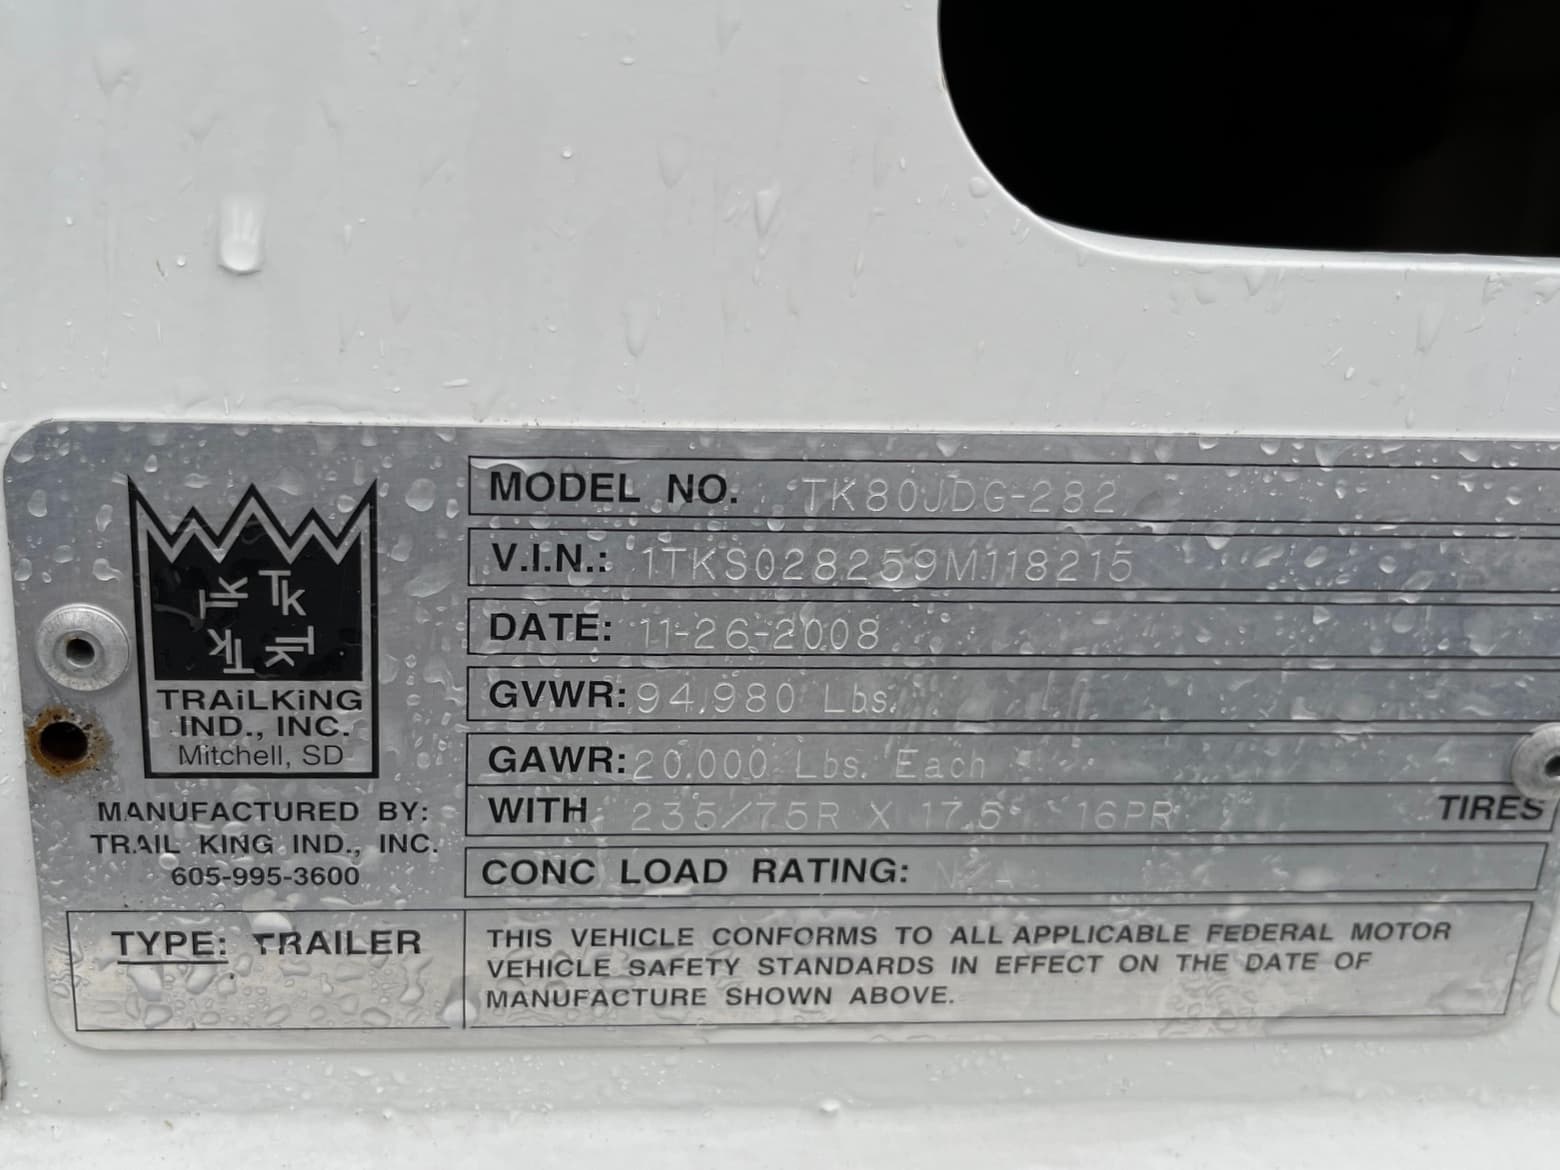 MODEL NO. TK80JDG-282
V.I.N.: 1TKS028259M118215
DATE: 11-26-2008
GVWR: 94,980 Lbs.
GAWR: 20,000 Lbs. Each
WITH 235/75R X 17.5" 16PR TIRES
CONC LOAD RATING: N/A
TK TK TK TK
TRAiLKiNG
IND., INC.
Mitchell, SD
MANUFACTURED BY:
TRAIL KING IND., INC.
605-995-3600
TYPE: TRAILER
THIS VEHICLE CONFORMS TO ALL APPLICABLE FEDERAL MOTOR
VEHICLE SAFETY STANDARDS IN EFFECT ON THE DATE OF
MANUFACTURE SHOWN ABOVE.